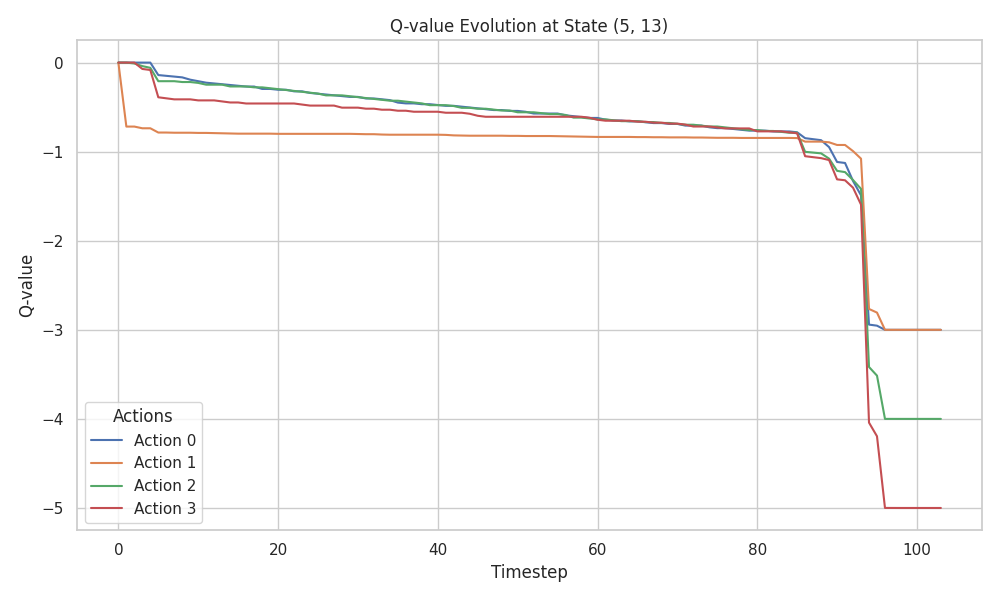 Q-value Evolution at State (5, 13)
Q-value
0
−1
−2
−3
−4
−5
Actions
Action 0
Action 1
Action 2
Action 3
0
20
40
60
80
100
Timestep